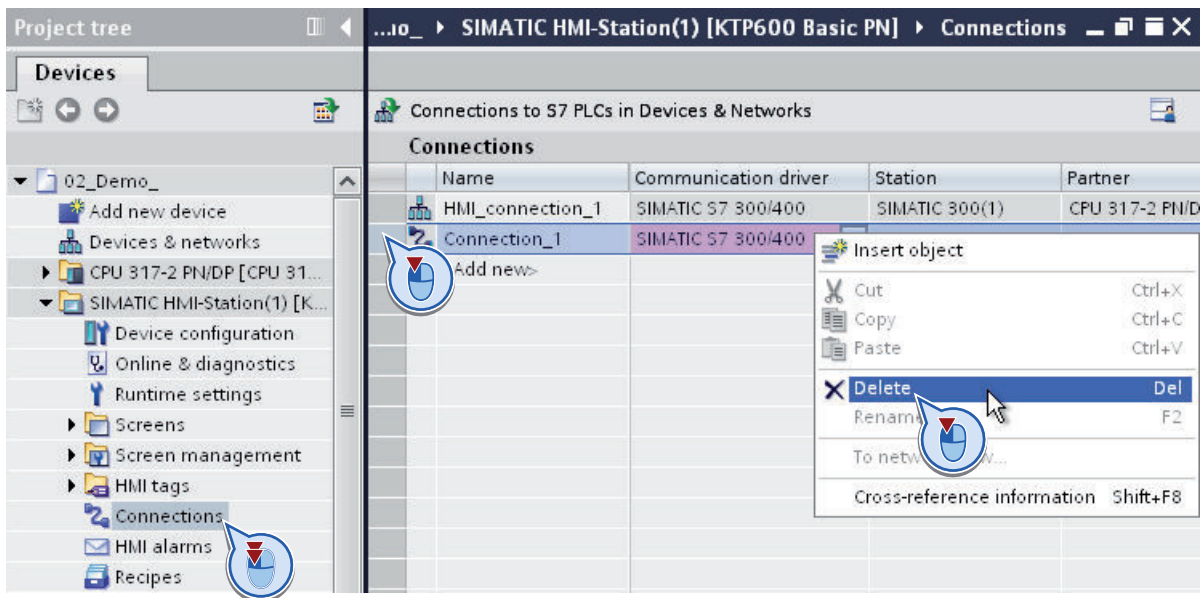 Project tree
...ıo_ SIMATIC HMI-Station(1) [KTP600 Basic PN] Connections
Devices
Connections to S7 PLCs in Devices & Networks
Connections
Name Communication driver Station Partner
HMI_connection_1 SIMATIC S7 300/400 SIMATIC 300(1) CPU 317-2 PN/D
Connection_1 SIMATIC S7 300/400
Add new>
02_Demo_
Add new device
Devices & networks
CPU 317-2 PN/DP [CPU 31...
SIMATIC HMI-Station(1) [K...
Device configuration
Online & diagnostics
Runtime settings
Screens
Screen management
HMI tags
Connections
HMI alarms
Recipes
Insert object
Cut Ctrl+X
Copy Ctrl+C
Paste Ctrl+V
Delete Del
Rename F2
To netw
Cross-reference information Shift+F8